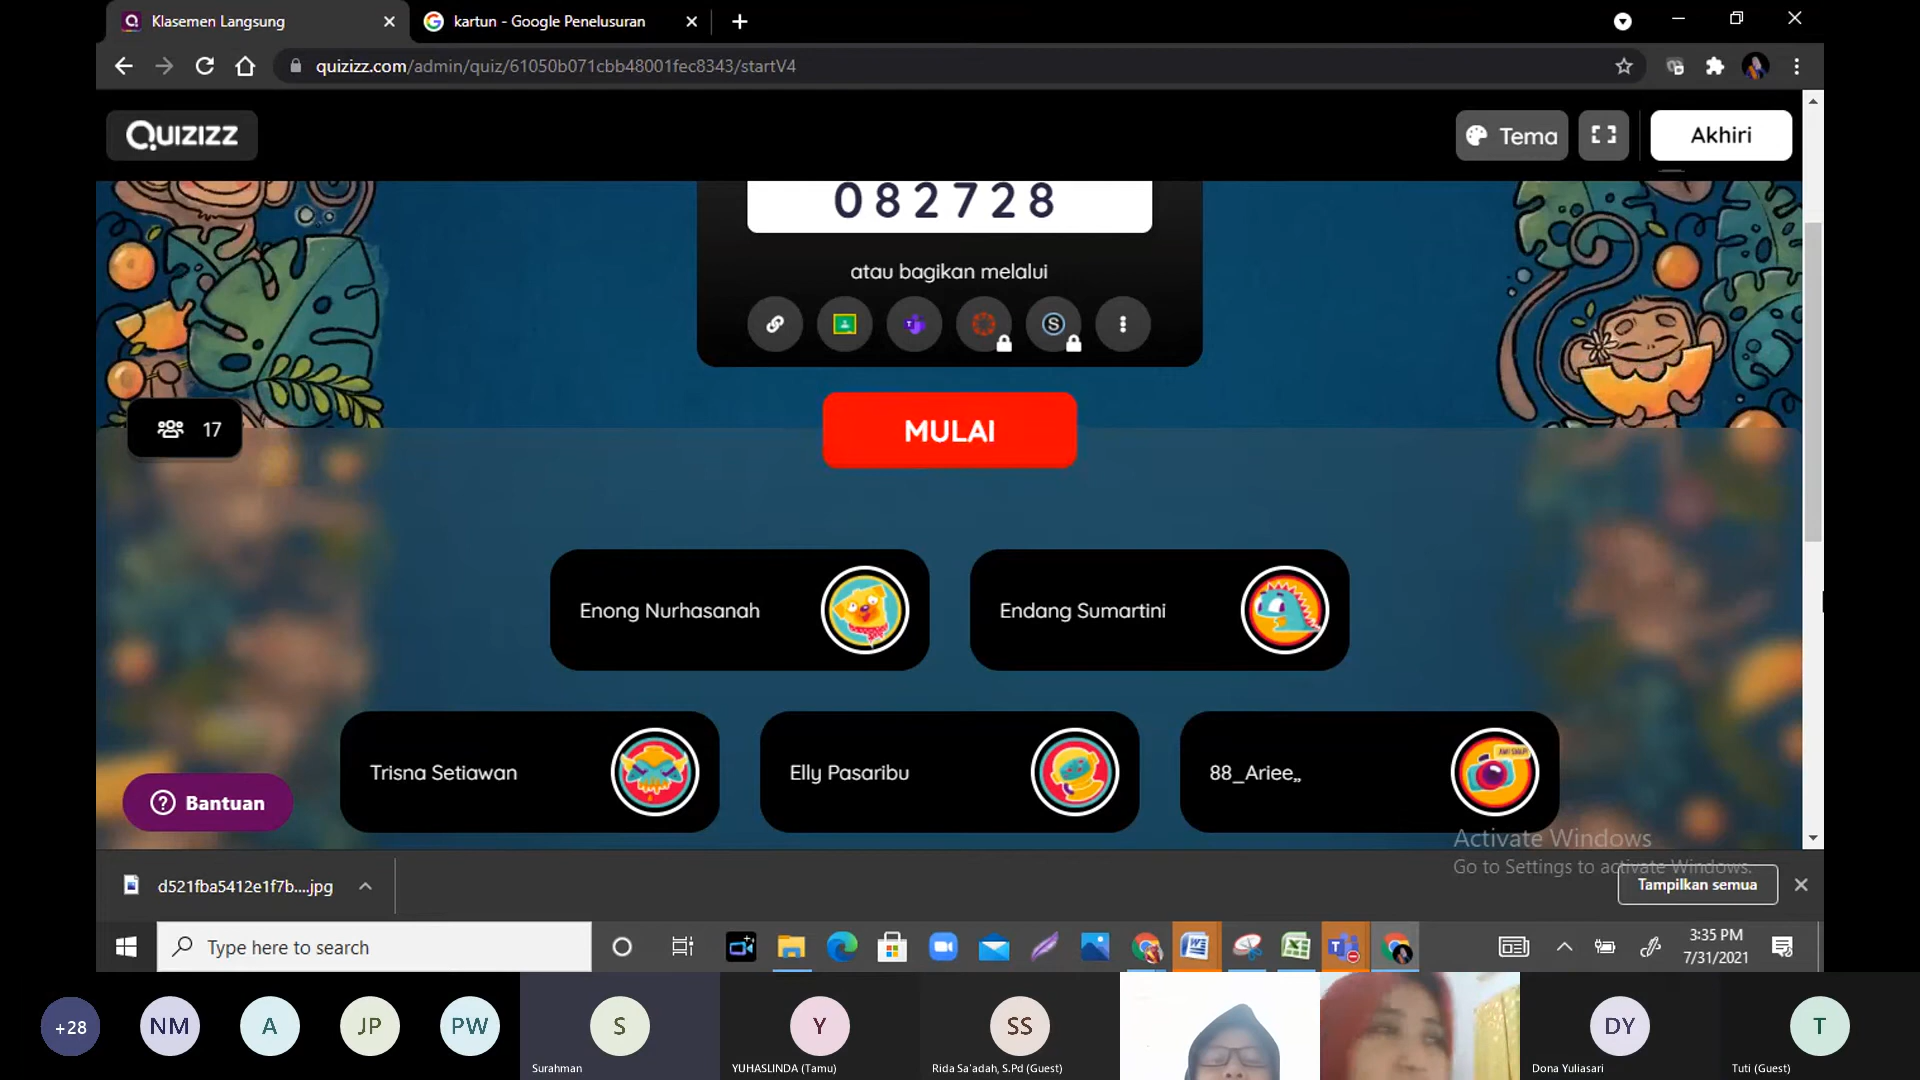 Klasemen Langsung
kartun - Google Penelusuran
quizizz.com/admin/quiz/61050b071cbb48001fec8343/startV4
QUIZIZZ
Tema
Akhiri
082728
atau bagikan melalui
17
MULAI
Enong Nurhasanah
Endang Sumartini
Trisna Setiawan
Elly Pasaribu
88_Ariee,,
Bantuan
Activate Windows
Go to Settings to activate Windows.
d521fba5412e1f7b....jpg
Tampilkan semua
Type here to search
3:35 PM
7/31/2021
+28
NM
A
JP
PW
S
Surahman
Y
YUHASLINDA (Tamu)
SS
Rida Sa'adah, S.Pd (Guest)
DY
Dona Yuliasari
T
Tuti (Guest)